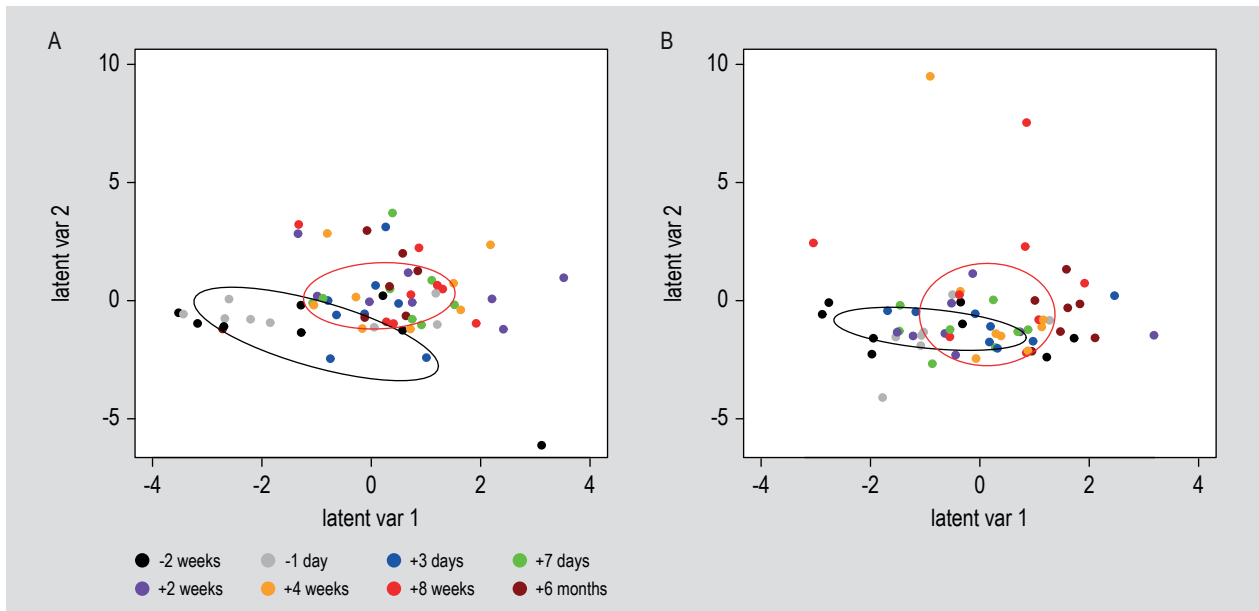 A
B
10
5
0
-5
latent var 2
-4
-2
0
2
4
latent var 1
10
5
0
-5
latent var 2
-4
-2
0
2
4
latent var 1
-2 weeks
-1 day
+3 days
+7 days
+2 weeks
+4 weeks
+8 weeks
+6 months